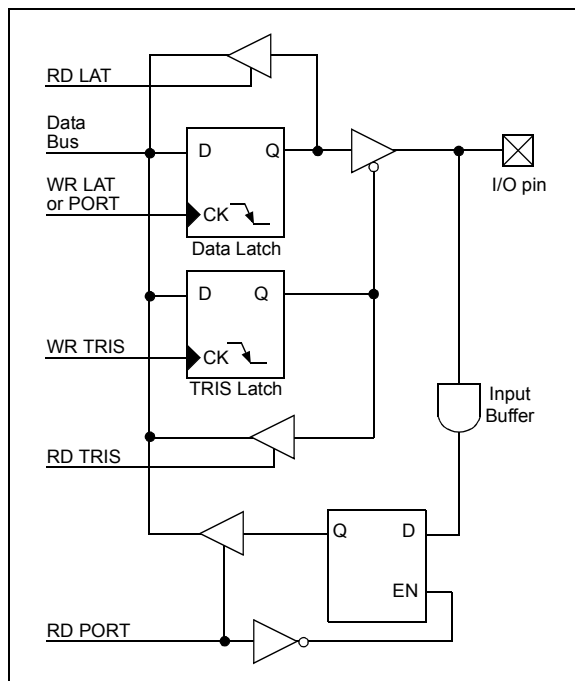 RD LAT
Data
Bus
D Q
I/O pin
WR LAT
or PORT
CK
Data Latch
D Q
WR TRIS
CK
TRIS Latch
Input
Buffer
RD TRIS
Q D
EN
RD PORT